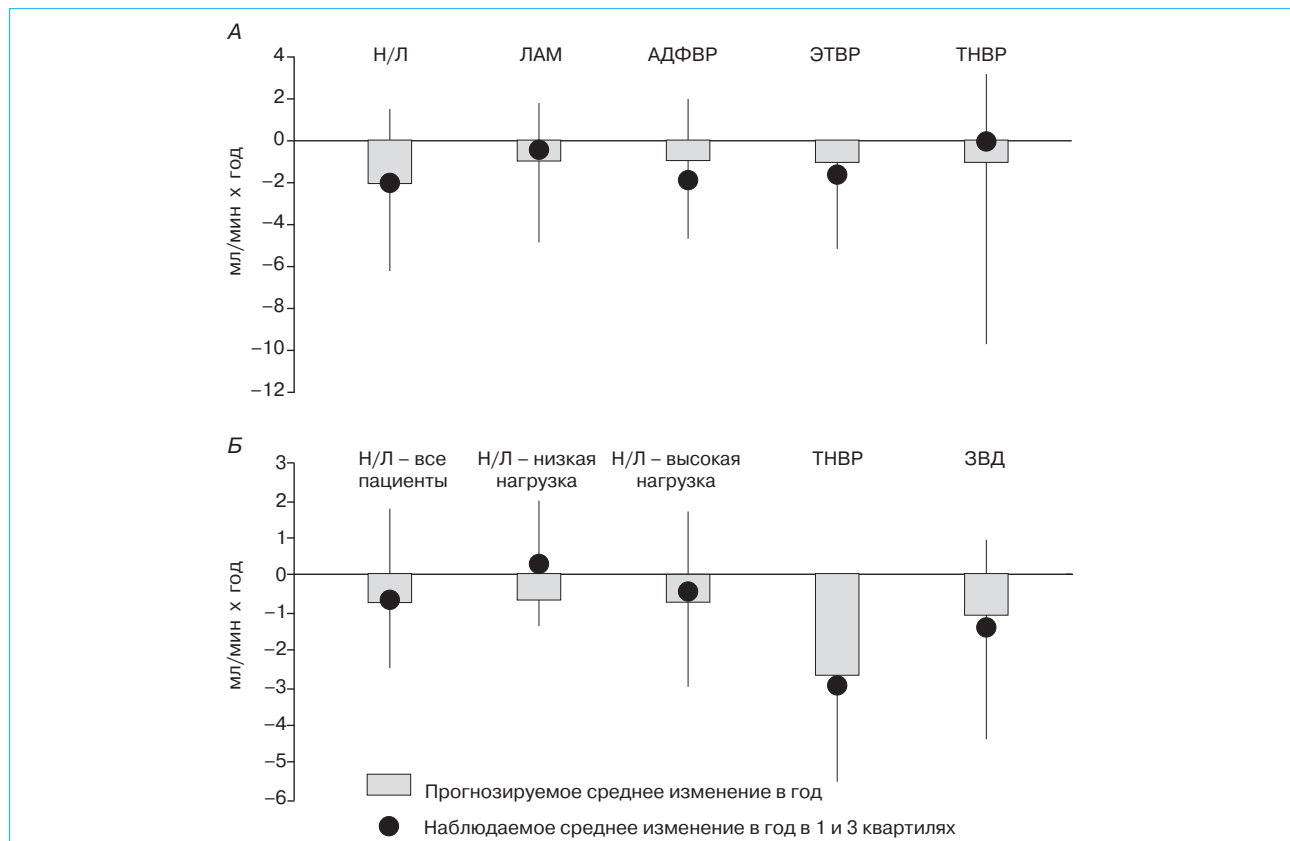 А
Н/Л ЛАМ АДФВР ЭТВР ТНВР
4
2
0
–2
–4
–6
–8
–10
–12
мл/мин х год
Б
Н/Л – все пациенты
Н/Л – низкая нагрузка
Н/Л – высокая нагрузка
ТНВР
ЗВД
3
2
1
0
–1
–2
–3
–4
–5
–6
мл/мин х год
Прогнозируемое среднее изменение в год
Наблюдаемое среднее изменение в год в 1 и 3 квартилях